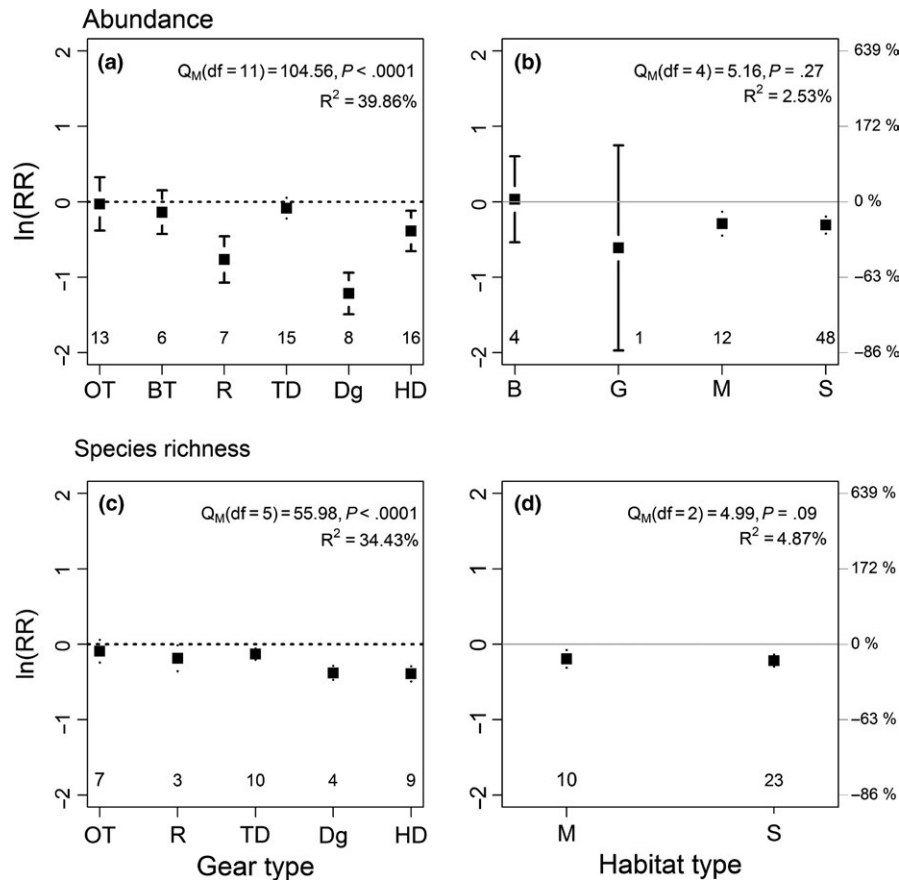 Abundance
(a)
Q_M(df = 11) = 104.56, P < .0001
R² = 39.86%
ln(RR)
2
1
0
−1
−2
13 6 7 15 8 16
OT BT R TD Dg HD
(b)
Q_M(df = 4) = 5.16, P = .27
R² = 2.53%
639 %
172 %
0 %
−63 %
−86 %
4 1 12 48
B G M S
Species richness
(c)
Q_M(df = 5) = 55.98, P < .0001
R² = 34.43%
ln(RR)
2
1
0
−1
−2
7 3 10 4 9
OT R TD Dg HD
Gear type
(d)
Q_M(df = 2) = 4.99, P = .09
R² = 4.87%
639 %
172 %
0 %
−63 %
−86 %
10 23
M S
Habitat type